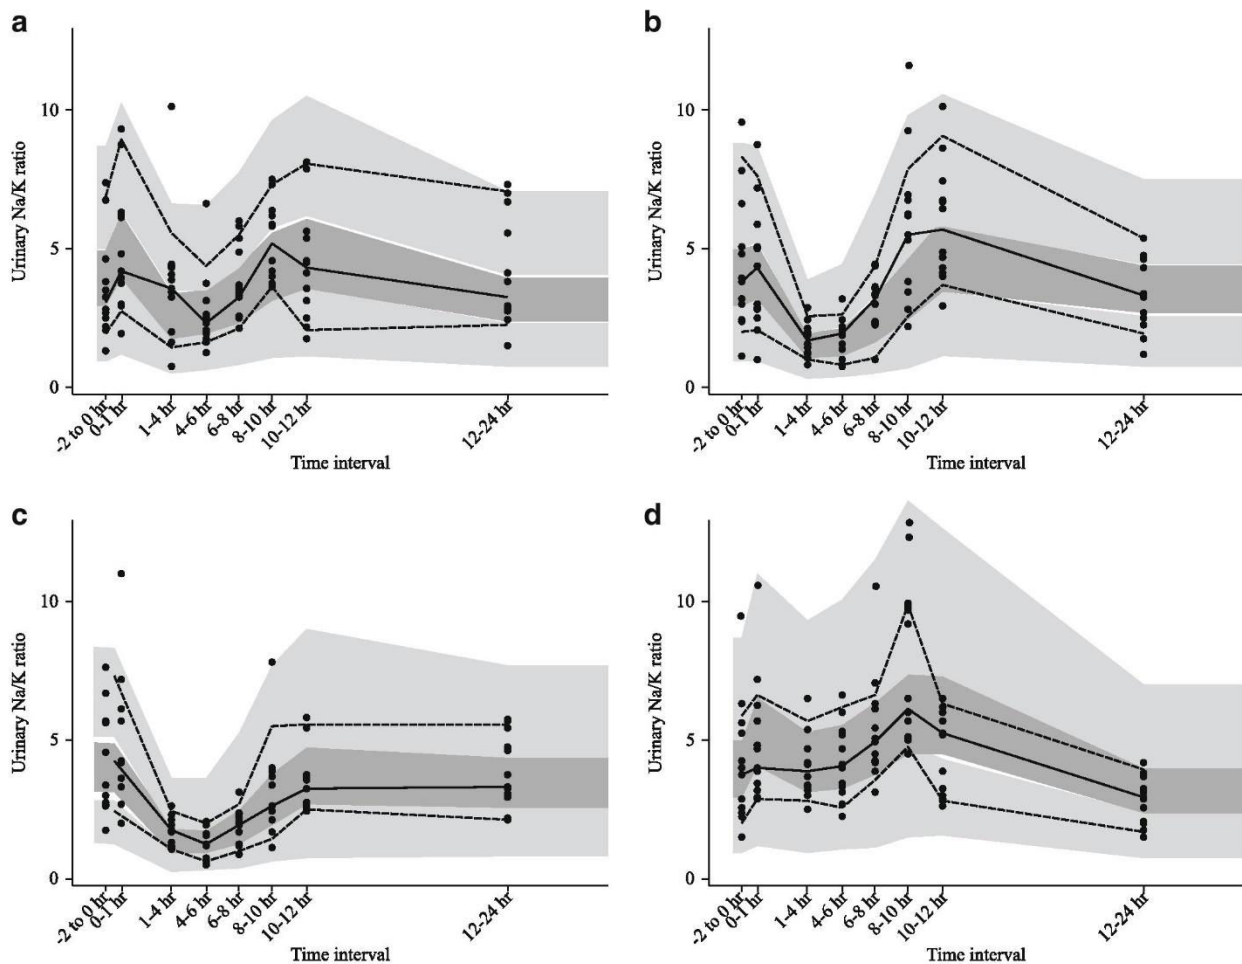 a
Urinary Na/K ratio
10
5
0
-2 to 0 hr
0-1 hr
1-4 hr
4-6 hr
6-8 hr
8-10 hr
10-12 hr
12-24 hr
Time interval
b
Urinary Na/K ratio
10
5
0
-2 to 0 hr
0-1 hr
1-4 hr
4-6 hr
6-8 hr
8-10 hr
10-12 hr
12-24 hr
Time interval
c
Urinary Na/K ratio
10
5
0
-2 to 0 hr
0-1 hr
1-4 hr
4-6 hr
6-8 hr
8-10 hr
10-12 hr
12-24 hr
Time interval
d
Urinary Na/K ratio
10
5
0
-2 to 0 hr
0-1 hr
1-4 hr
4-6 hr
6-8 hr
8-10 hr
10-12 hr
12-24 hr
Time interval